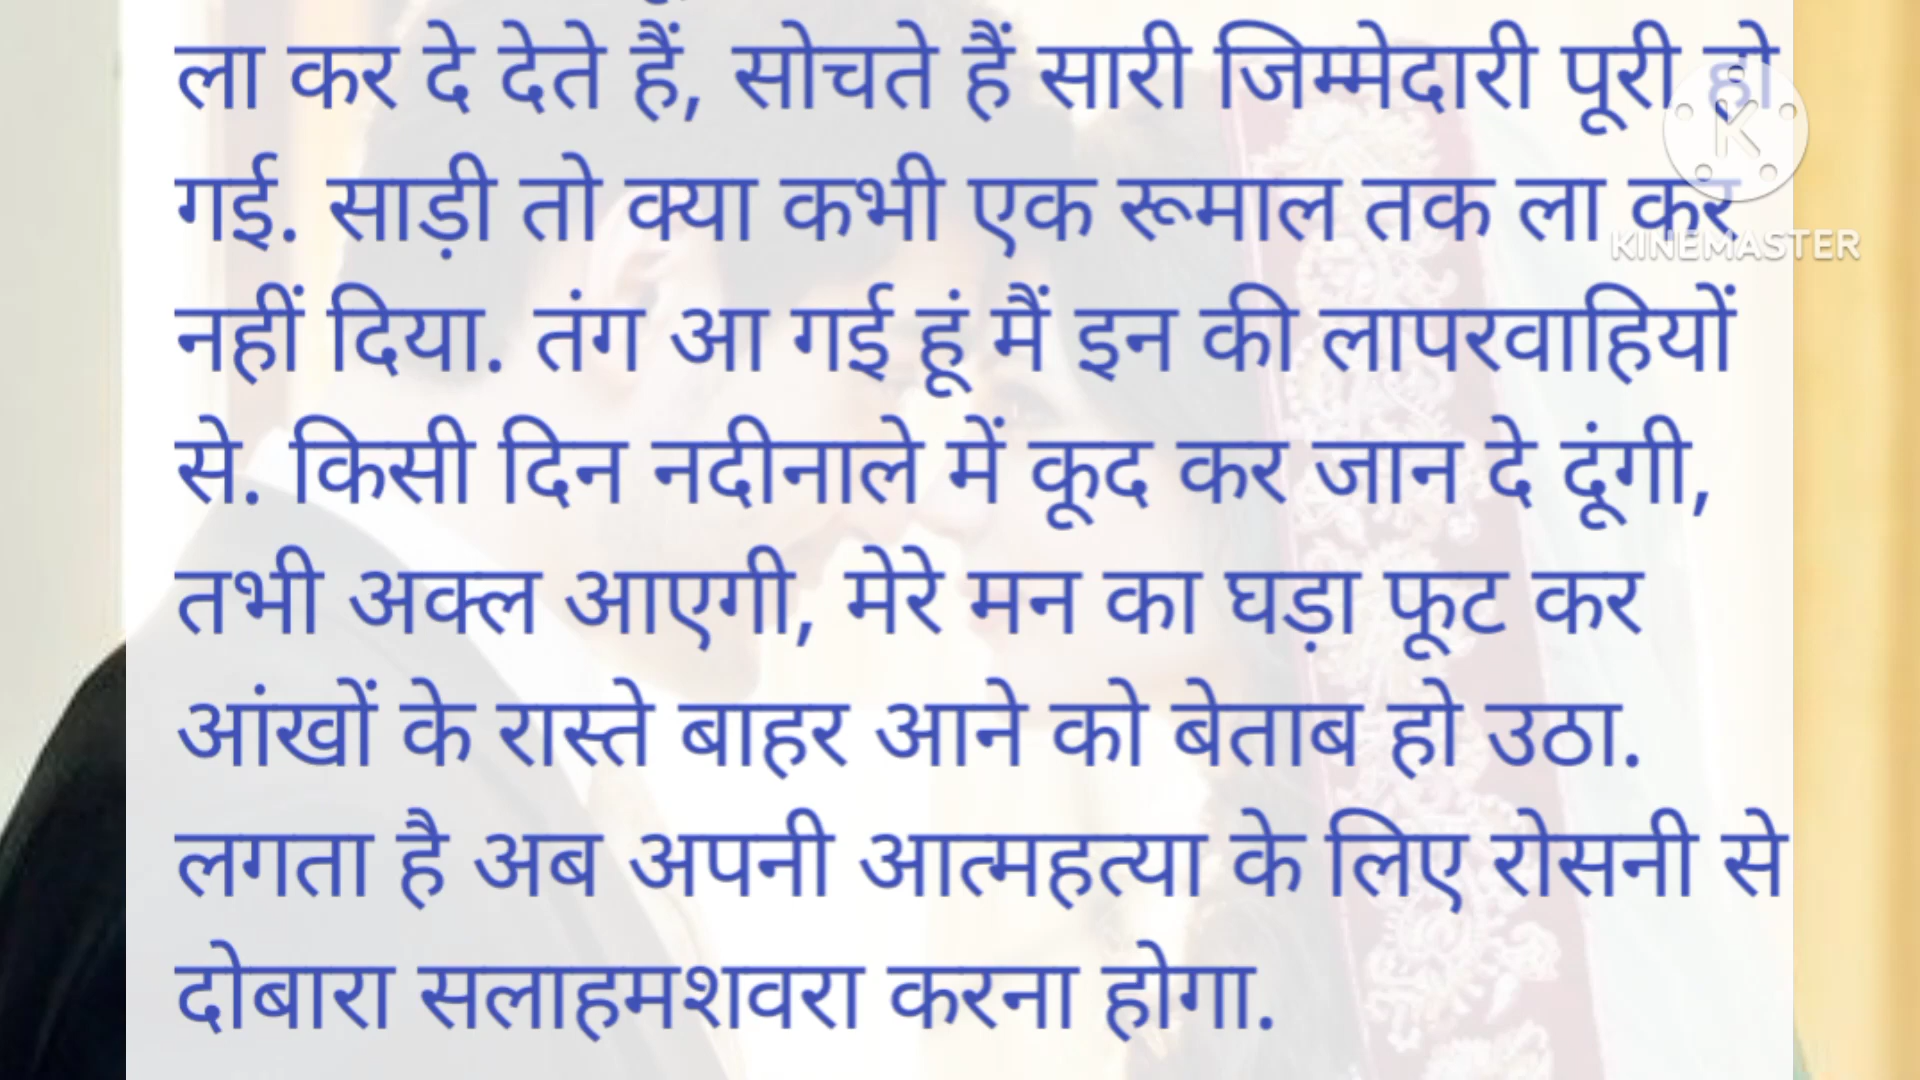 ला कर दे देते हैं, सोचते हैं सारी जिम्मेदारी पूरी हो
गई. साड़ी तो क्या कभी एक रूमाल तक ला कर
नहीं दिया. तंग आ गई हूं मैं इन की लापरवाहियों
से. किसी दिन नदीनाले में कूद कर जान दे दूंगी,
तभी अक्ल आएगी, मेरे मन का घड़ा फूट कर
आंखों के रास्ते बाहर आने को बेताब हो उठा.
लगता है अब अपनी आत्महत्या के लिए रोसनी से
दोबारा सलाहमशवरा करना होगा.
K
KINEMASTER